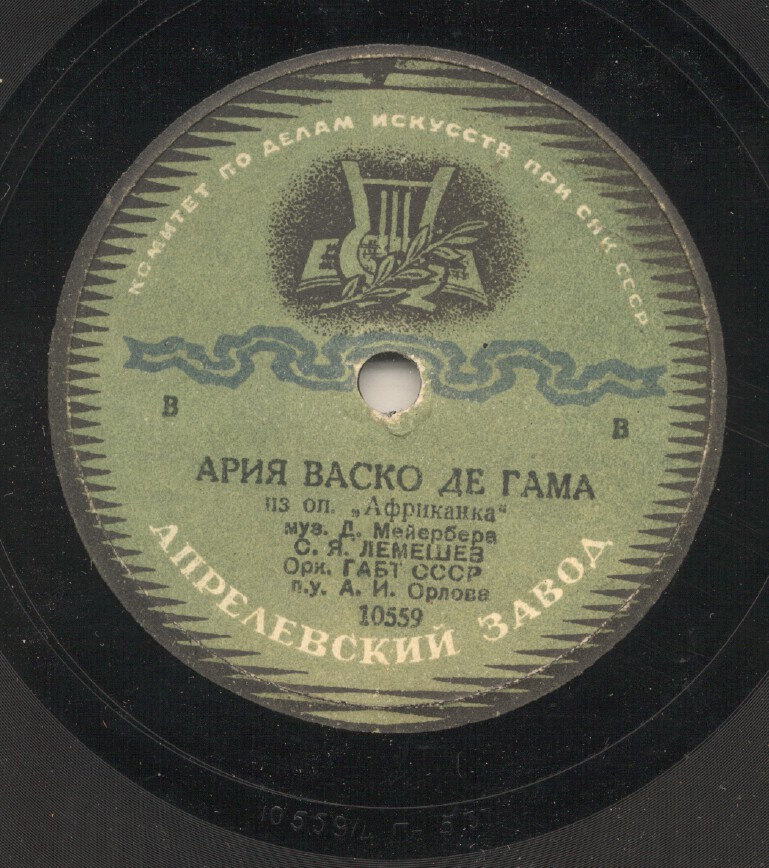 КОМИТЕТ ПО ДЕЛАМ ИСКУССТВ ПРИ СНК СССР
В В
АРИЯ ВАСКО ДЕ ГАМА
из оп. „Африканка"
муз. Д. Мейербера
С. Я. ЛЕМЕШЕВ
Орк. ГАБТ СССР
п.у. А. И. Орлова
10559
АПРЕЛЕВСКИЙ ЗАВОД
10559/